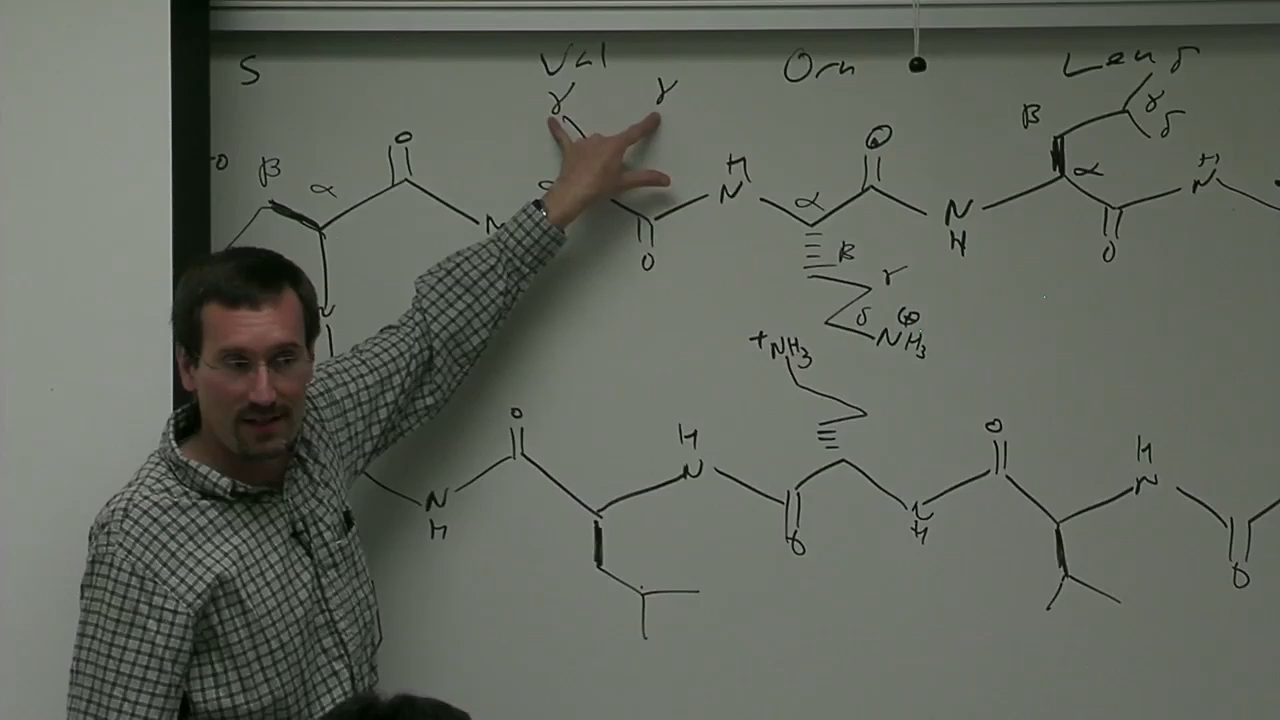 S Val Orn Leu δ
γ γ β γ δ
O β α O H α O α H
N N N
O H O
β γ
δ ⊕
NH3
+NH3
O H O H
N N N N
H O H O